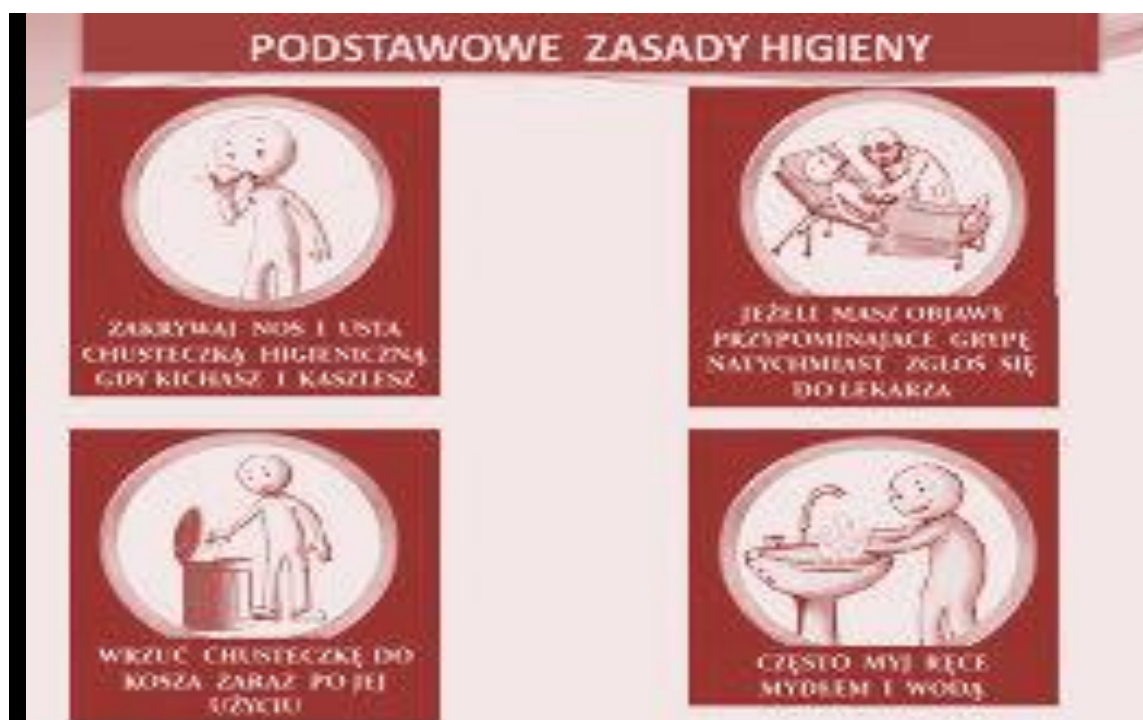 PODSTAWOWE ZASADY HIGIENY
ZAKRYWAJ NOS I USTA
CHUSTECZKĄ HIGIENICZNĄ
GDY KICHASZ I KASZLESZ
JEŻELI MASZ OBJAWY
PRZYPOMINAJACE GRYPĘ
NATYCHMIAST ZGŁOŚ SIĘ
DO LEKARZA
WRZUĆ CHUSTECZKĘ DO
KOSZA ZARAZ PO JEJ
UŻYCIU
CZĘSTO MYJ RĘCE
MYDŁEM I WODĄ